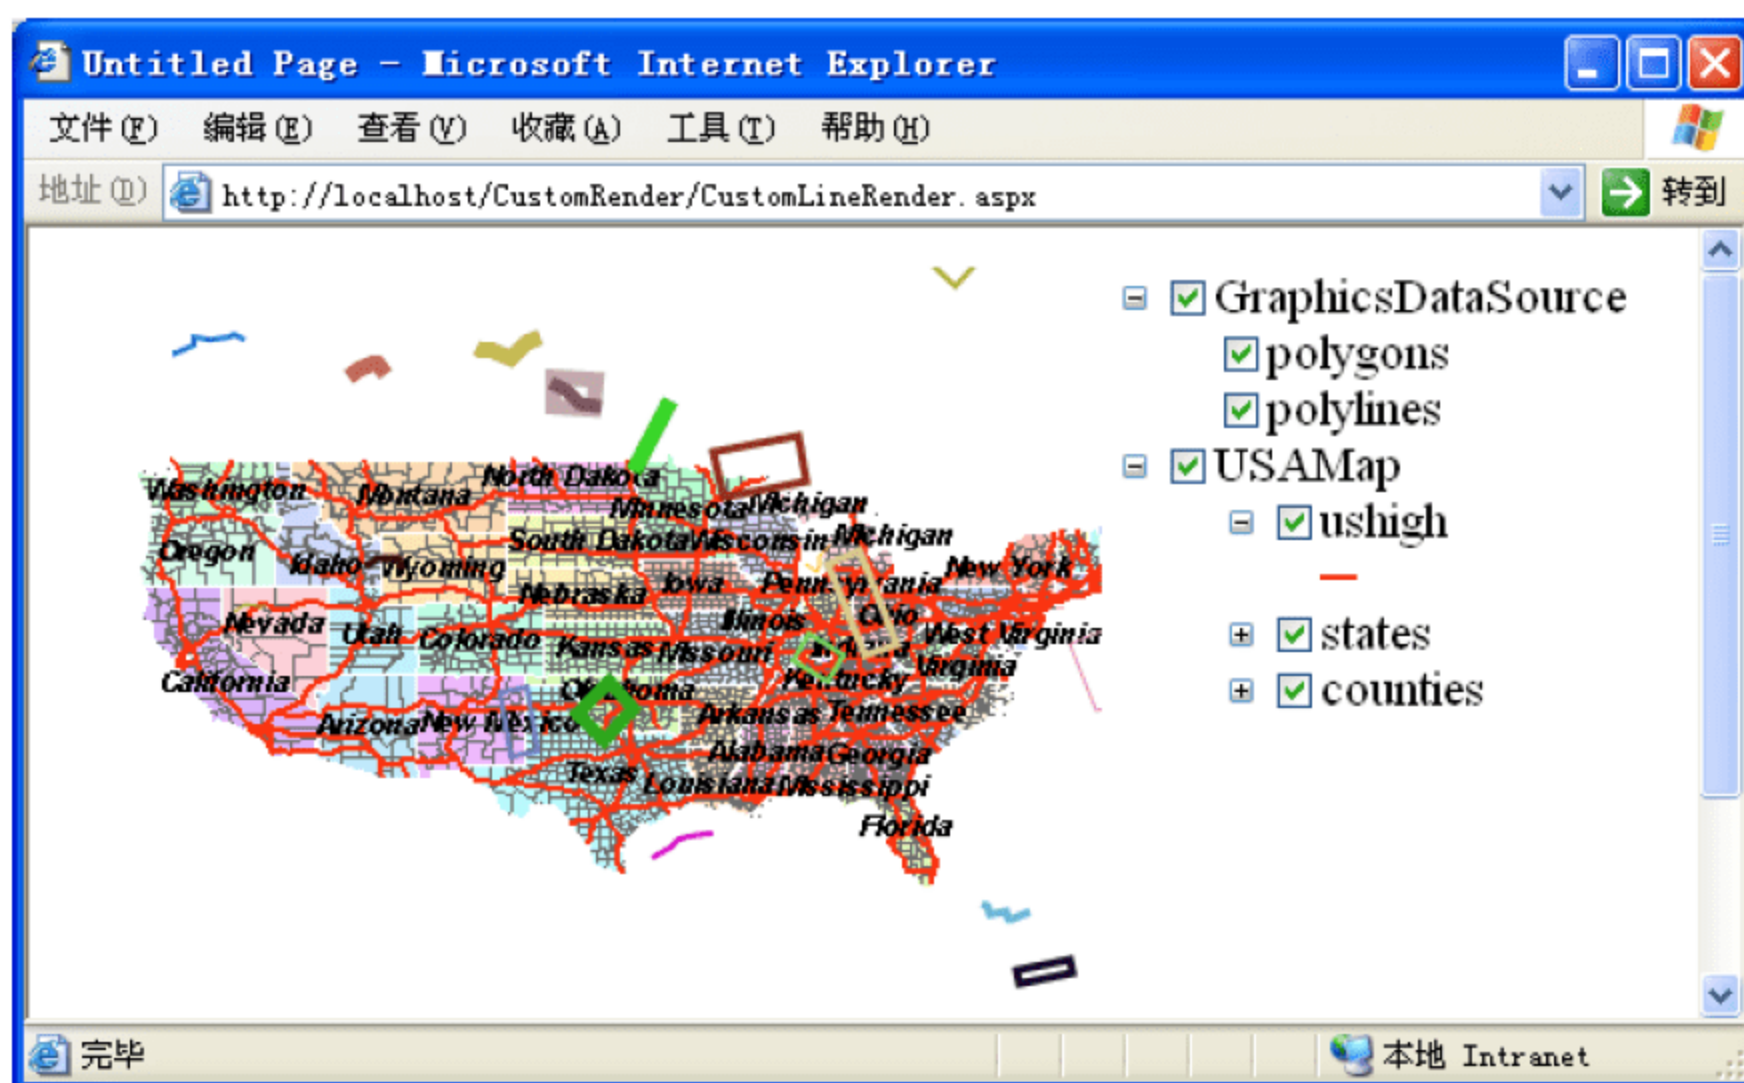 Untitled Page - Microsoft Internet Explorer
文件(F) 编辑(E) 查看(V) 收藏(A) 工具(T) 帮助(H)
地址(D) http://localhost/CustomRender/CustomLineRender.aspx 转到
GraphicsDataSource
polygons
polylines
USAMap
ushigh
states
counties
North Dakota
Washington Montana
Minnesota Michigan
Oregon South Dakota Wisconsin Michigan
Idaho Wyoming Iowa Pennsylvania New York
Nebraska
Nevada Utah Colorado Kansas Missouri Illinois Ohio West Virginia
Indiana
Virginia
California Oklahoma Kentucky
Arizona New Mexico Arkansas Tennessee
Alabama Georgia
Texas Louisiana Mississippi
Florida
完毕 本地 Intranet